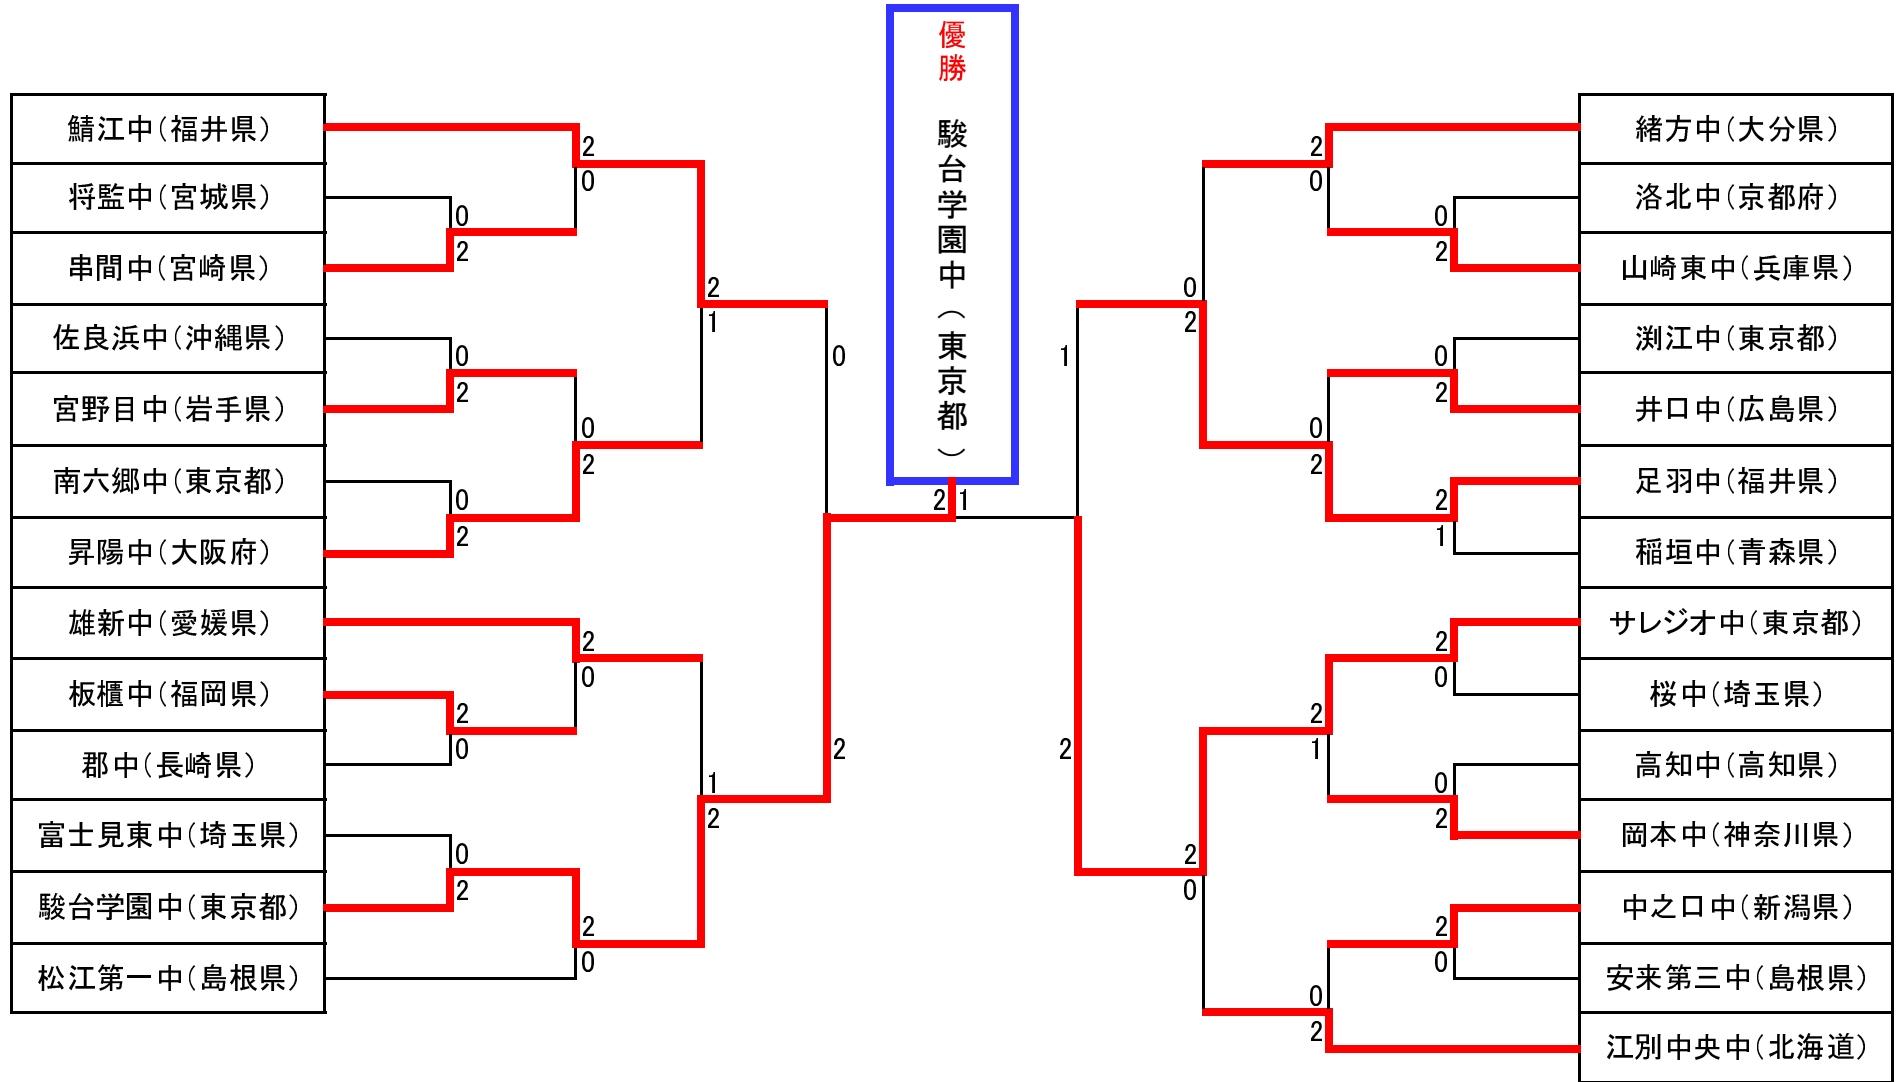 優勝 駿台学園中(東京都)
鯖江中(福井県)
将監中(宮城県)
串間中(宮崎県)
佐良浜中(沖縄県)
宮野目中(岩手県)
南六郷中(東京都)
昇陽中(大阪府)
雄新中(愛媛県)
板櫃中(福岡県)
郡中(長崎県)
富士見東中(埼玉県)
駿台学園中(東京都)
松江第一中(島根県)
2
0
0
2
0
2
0
2
0
2
2
0
2
0
0
2
2
0
2
1
1
2
0
2
2 1
1
2
0
2
2
0
2
0
0
2
2
1
0
2
0
2
0
2
2
1
2
0
0
2
2
0
緒方中(大分県)
洛北中(京都府)
山崎東中(兵庫県)
渕江中(東京都)
井口中(広島県)
足羽中(福井県)
稲垣中(青森県)
サレジオ中(東京都)
桜中(埼玉県)
高知中(高知県)
岡本中(神奈川県)
中之口中(新潟県)
安来第三中(島根県)
江別中央中(北海道)